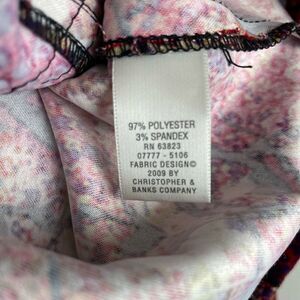 97% POLYESTER
3% SPANDEX
RN 63823
07777 - 5106
FABRIC DESIGN©
2009 BY
CHRISTOPHER &
BANKS COMPANY